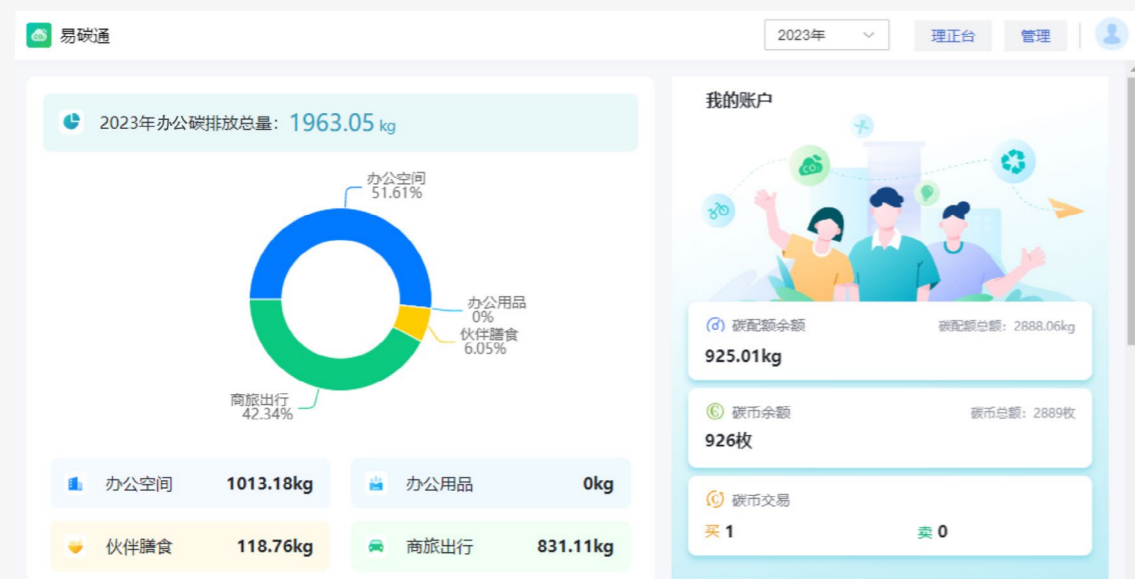 易碳通
2023年
理正台
管理
2023年办公碳排放总量：1963.05 kg
办公空间
51.61%
办公用品
0%
伙伴膳食
6.05%
商旅出行
42.34%
办公空间 1013.18kg
办公用品 0kg
伙伴膳食 118.76kg
商旅出行 831.11kg
我的账户
碳配额余额 碳配额总额：2888.06kg
925.01kg
碳币余额 碳币总额：2889枚
926枚
碳币交易
买 1 卖 0